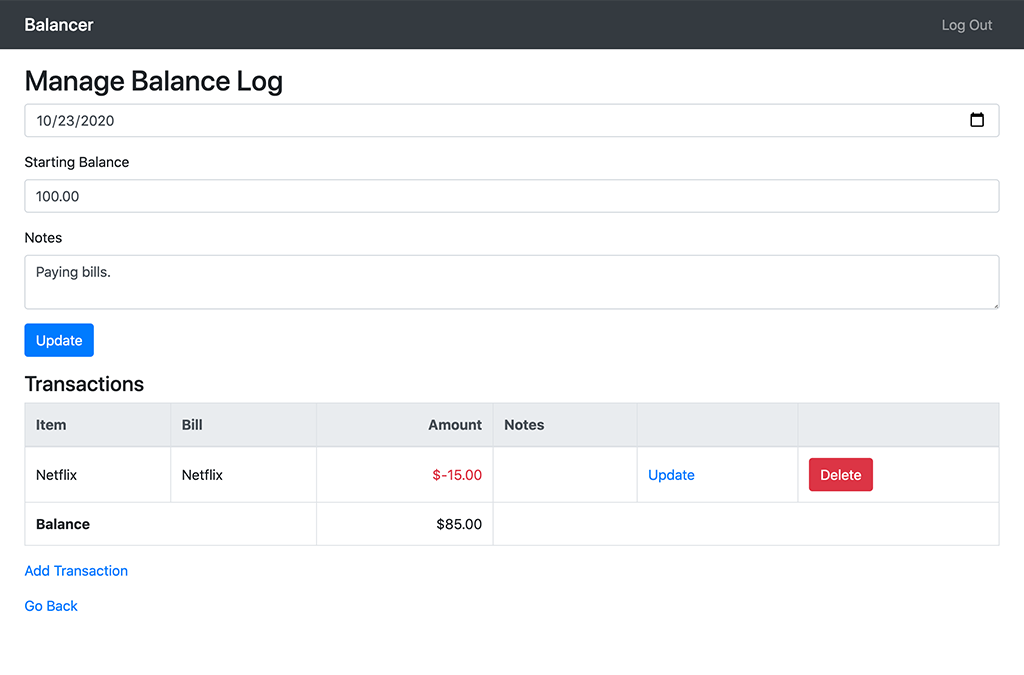 Balancer Log Out
Manage Balance Log
10/23/2020
Starting Balance
100.00
Notes
Paying bills.
Update
Transactions
Item Bill Amount Notes
Netflix Netflix $-15.00 Update Delete
Balance $85.00
Add Transaction
Go Back